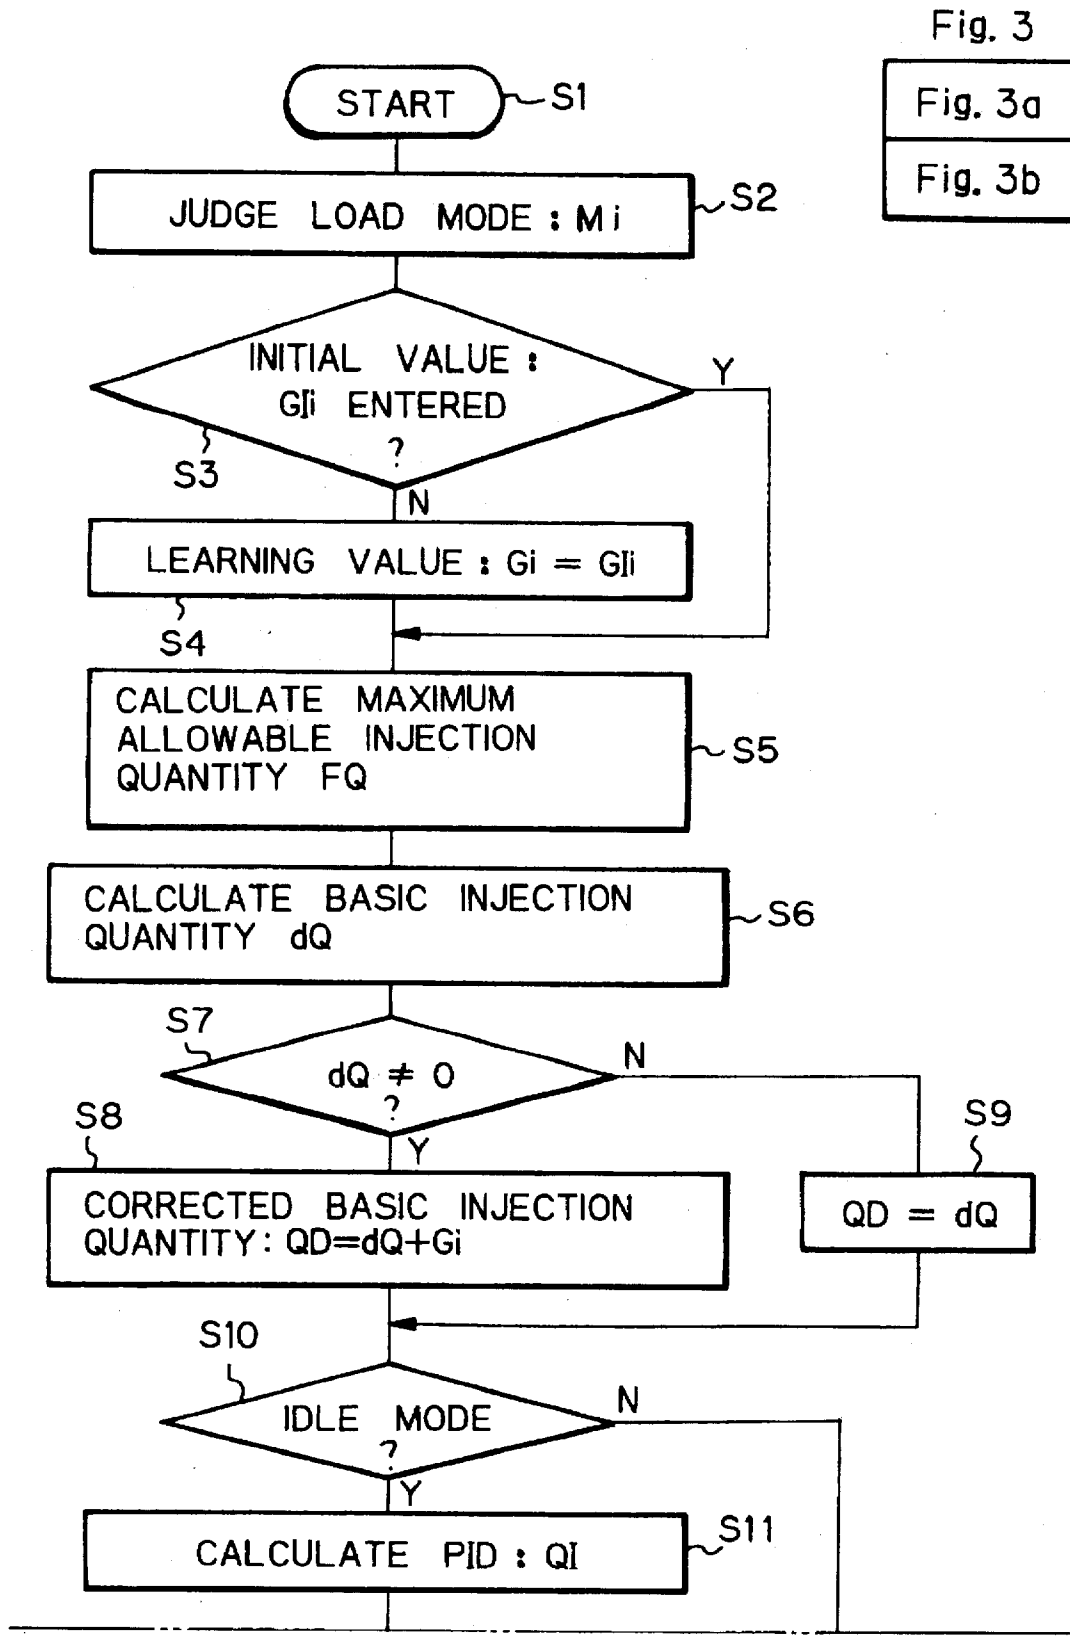 Fig. 3
Fig. 3a
Fig. 3b
START
S1
JUDGE LOAD MODE : Mi
S2
INITIAL VALUE :
GIi ENTERED
?
Y
S3
N
LEARNING VALUE : Gi = GIi
S4
CALCULATE MAXIMUM
ALLOWABLE INJECTION
QUANTITY FQ
S5
CALCULATE BASIC INJECTION
QUANTITY dQ
S6
S7
dQ ≠ 0
?
N
Y
S8
S9
CORRECTED BASIC INJECTION
QUANTITY: QD=dQ+Gi
QD = dQ
S10
IDLE MODE
?
N
Y
CALCULATE PID : QI
S11